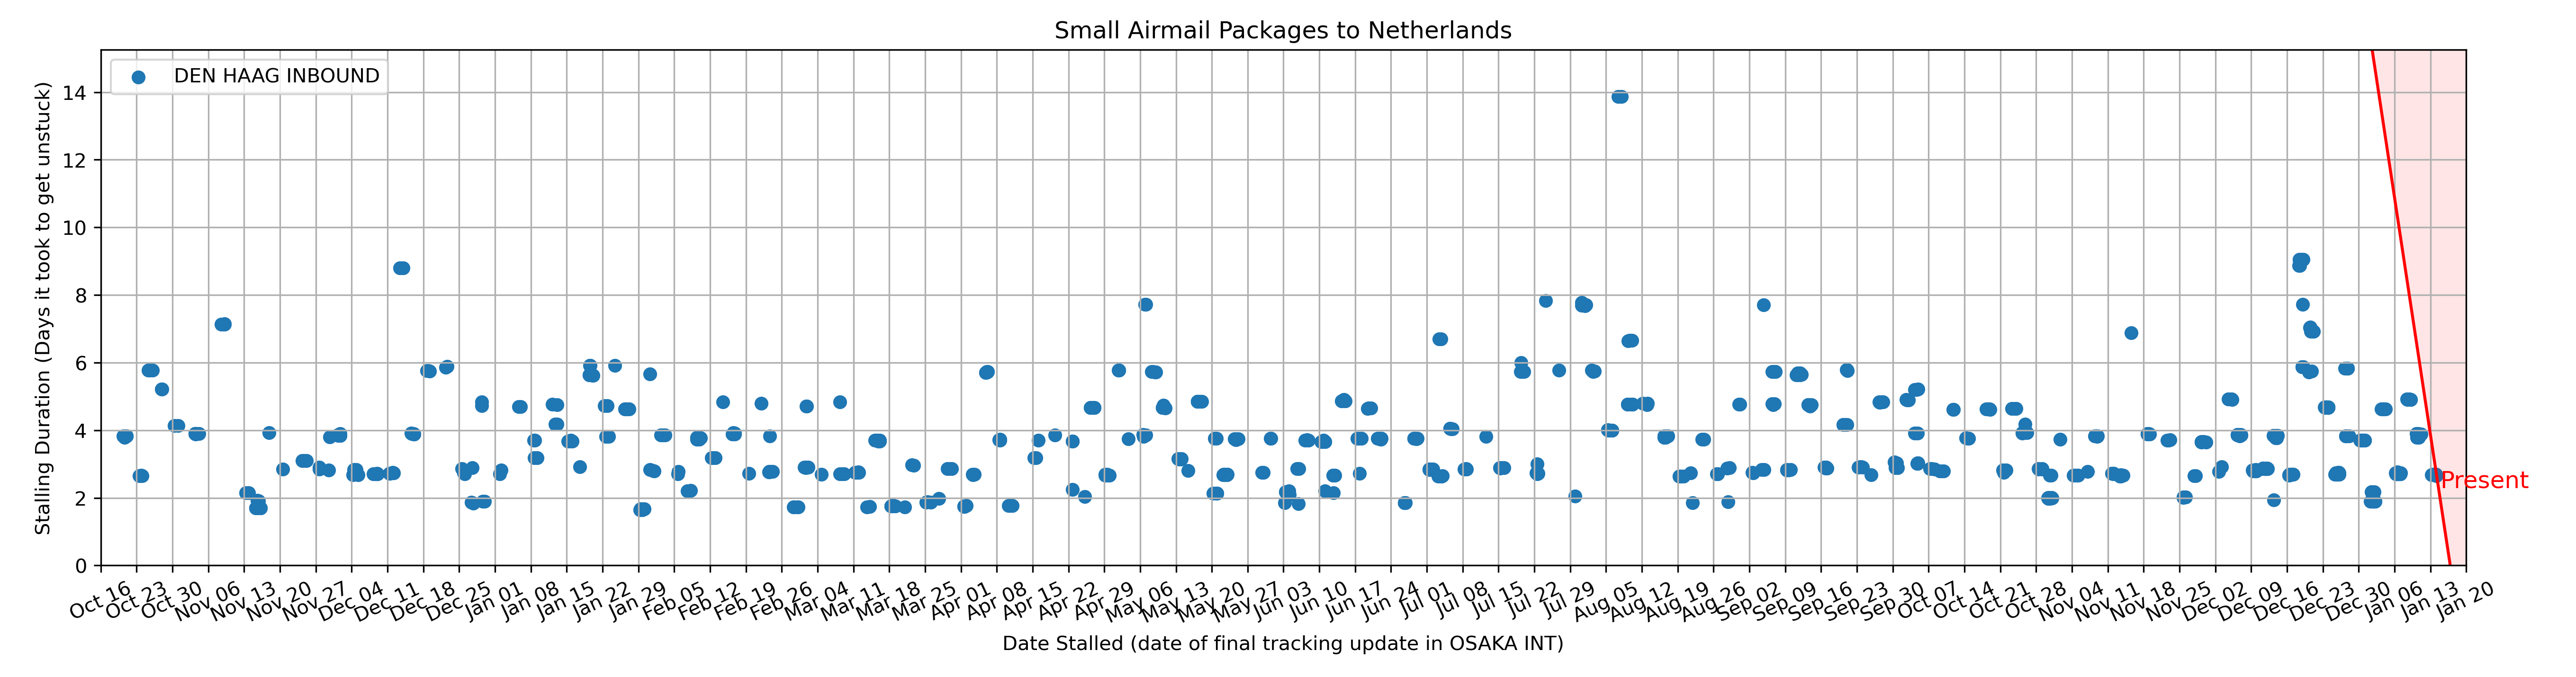 Small Airmail Packages to Netherlands
DEN HAAG INBOUND
Stalling Duration (Days it took to get unstuck)
14
12
10
8
6
4
2
0
Present
Oct 16 Oct 23 Oct 30 Nov 06 Nov 13 Nov 20 Nov 27 Dec 04 Dec 11 Dec 18 Dec 25 Jan 01 Jan 08 Jan 15 Jan 22 Jan 29 Feb 05 Feb 12 Feb 19 Feb 26 Mar 04 Mar 11 Mar 18 Mar 25 Apr 01 Apr 08 Apr 15 Apr 22 Apr 29 May 06 May 13 May 20 May 27 Jun 03 Jun 10 Jun 17 Jun 24 Jul 01 Jul 08 Jul 15 Jul 22 Jul 29 Aug 05 Aug 12 Aug 19 Aug 26 Sep 02 Sep 09 Sep 16 Sep 23 Sep 30 Oct 07 Oct 14 Oct 21 Oct 28 Nov 04 Nov 11 Nov 18 Nov 25 Dec 02 Dec 09 Dec 16 Dec 23 Dec 30 Jan 06 Jan 13 Jan 20
Date Stalled (date of final tracking update in OSAKA INT)